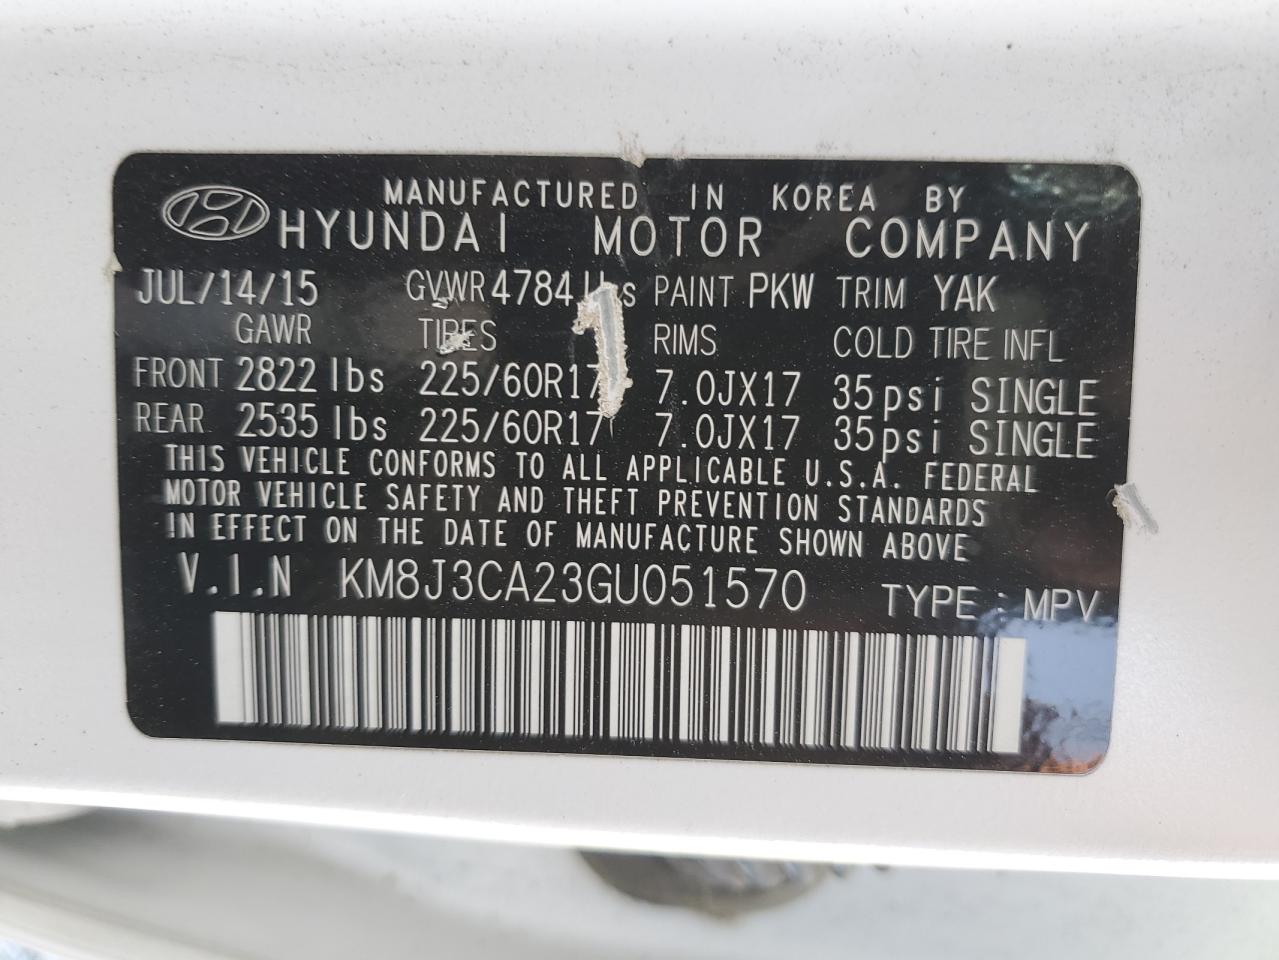 MANUFACTURED IN KOREA BY
HYUNDAI MOTOR COMPANY
JUL/14/15 GVWR 4784 lbs PAINT PKW TRIM YAK
GAWR TIRES RIMS COLD TIRE INFL
FRONT 2822 lbs 225/60R17 7.0JX17 35psi SINGLE
REAR 2535 lbs 225/60R17 7.0JX17 35psi SINGLE
THIS VEHICLE CONFORMS TO ALL APPLICABLE U.S.A. FEDERAL
MOTOR VEHICLE SAFETY AND THEFT PREVENTION STANDARDS
IN EFFECT ON THE DATE OF MANUFACTURE SHOWN ABOVE
V.I.N KM8J3CA23GU051570 TYPE : MPV